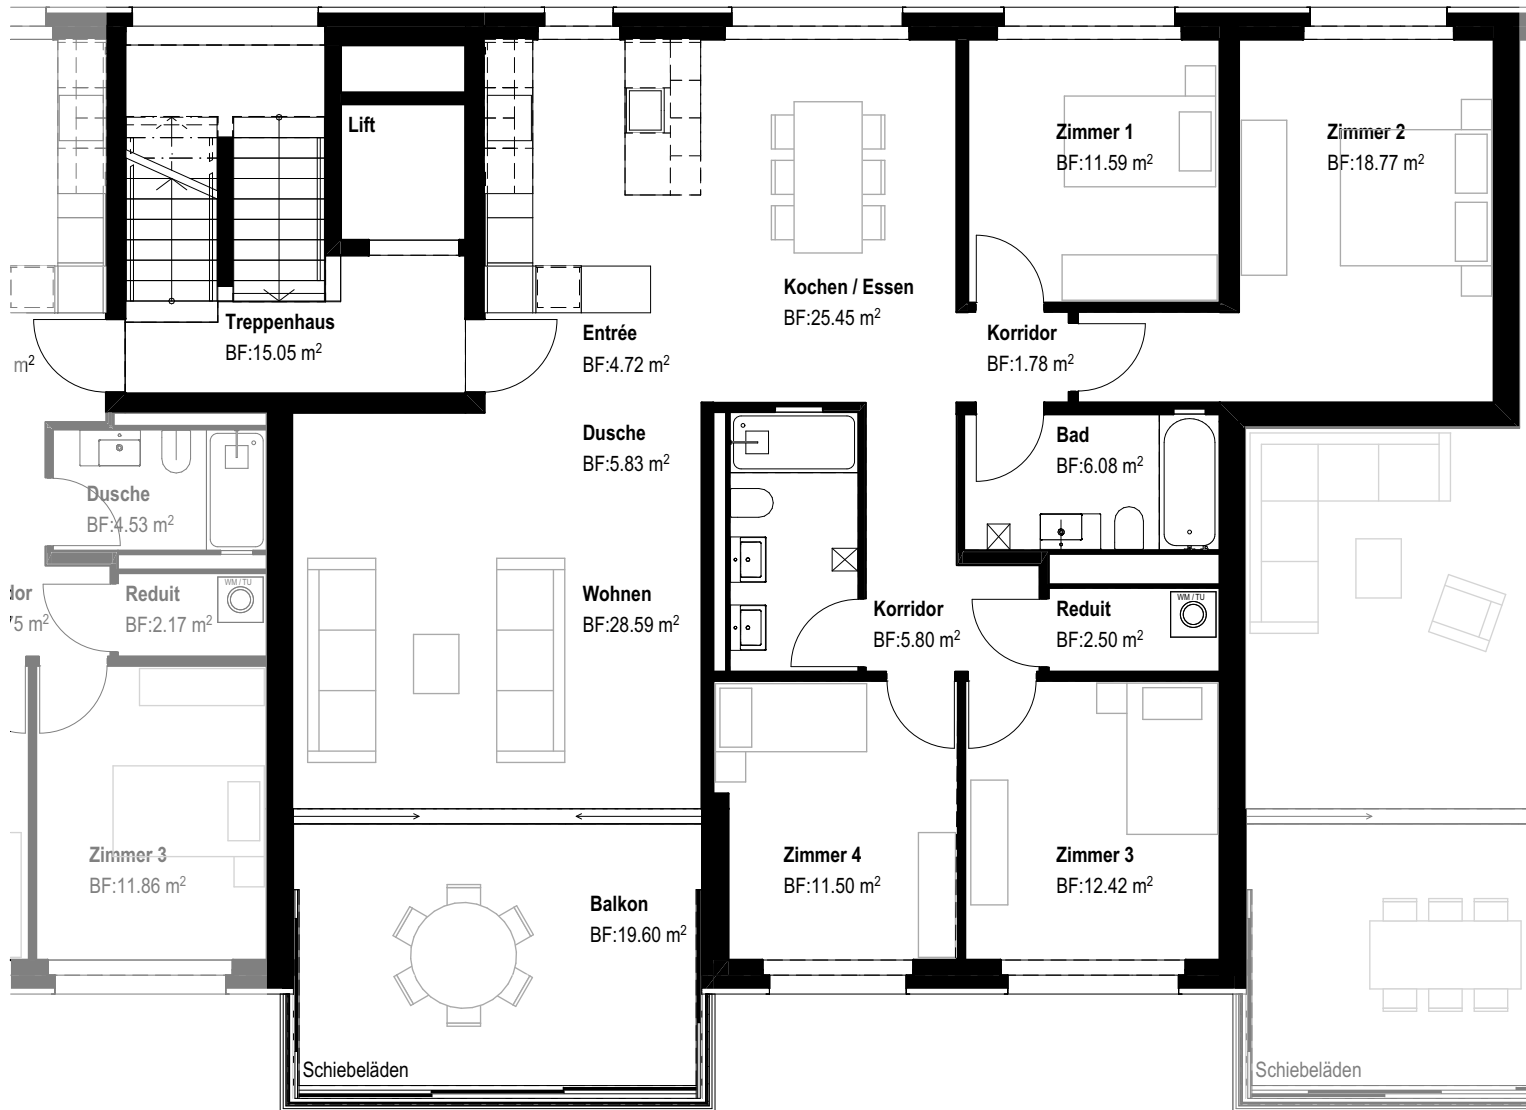 Lift
Zimmer 1
BF:11.59 m²
Zimmer 2
BF:18.77 m²
Kochen / Essen
BF:25.45 m²
Treppenhaus
BF:15.05 m²
Entrée
BF:4.72 m²
Korridor
BF:1.78 m²
m²
Dusche
BF:5.83 m²
Bad
BF:6.08 m²
Dusche
BF:4.53 m²
dor
75 m²
Reduit
BF:2.17 m²
WM / TU
Wohnen
BF:28.59 m²
Korridor
BF:5.80 m²
Reduit
BF:2.50 m²
WM / TU
Zimmer 3
BF:11.86 m²
Zimmer 4
BF:11.50 m²
Zimmer 3
BF:12.42 m²
Balkon
BF:19.60 m²
Schiebeläden
Schiebeläden